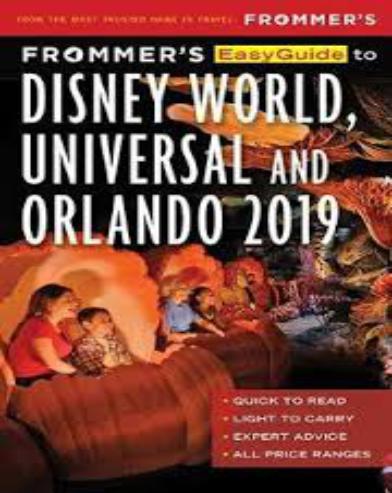 FROM THE MOST TRUSTED NAME IN TRAVEL: FROMMER'S
FROMMER'S EasyGuide to
DISNEY WORLD,
UNIVERSAL AND
ORLANDO 2019
• QUICK TO READ
• LIGHT TO CARRY
• EXPERT ADVICE
• ALL PRICE RANGES